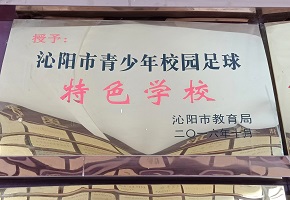 授予：
沁阳市青少年校园足球
特色学校
沁阳市教育局
二〇一六年十月